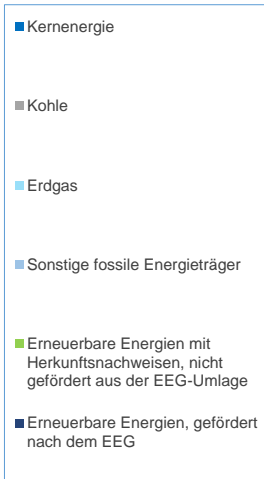 Kernenergie
Kohle
Erdgas
Sonstige fossile Energieträger
Erneuerbare Energien mit
Herkunftsnachweisen, nicht
gefördert aus der EEG-Umlage
Erneuerbare Energien, gefördert
nach dem EEG